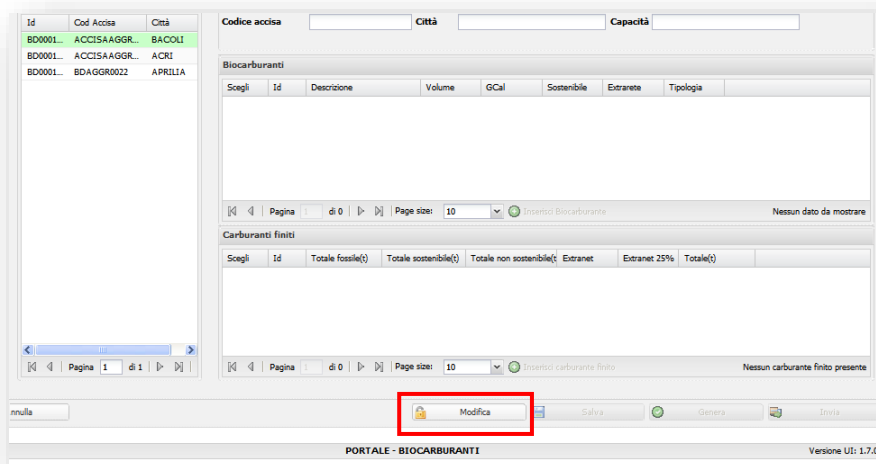 Id Cod Accisa Città
BD0001... ACCISAAGGR... BACOLI
BD0001... ACCISAAGGR... ACRI
BD0001... BDAGGR0022 APRILIA
Pagina 1 di 1
Codice accisa Città Capacità
Biocarburanti
Scegli Id Descrizione Volume GCal Sostenibile Extrarete Tipologia
Pagina 1 di 0 Page size: 10 Inserisci Biocarburante Nessun dato da mostrare
Carburanti finiti
Scegli Id Totale fossile(t) Totale sostenibile(t) Totale non sostenibile(t Extranet Extranet 25% Totale(t)
Pagina 1 di 0 Page size: 10 Inserisci carburante finito Nessun carburante finito presente
nnulla Modifica Salva Genera Invia
PORTALE - BIOCARBURANTI Versione UI: 1.7.0